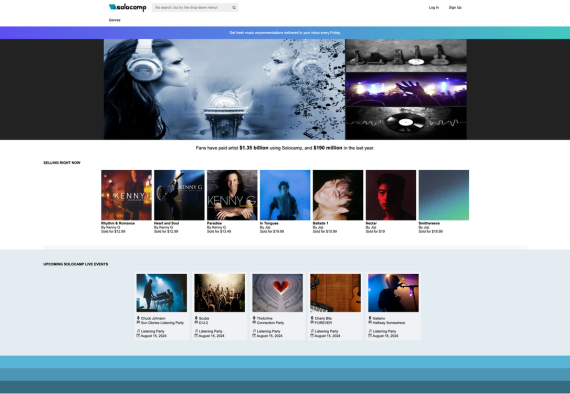 solocamp
No search, but try the drop-down menu!
Log in
Sign Up
Genres
Get fresh music recommendations delivered to your inbox every Friday.
Fans have paid artist $1.35 billion using Solocamp, and $190 million in the last year.
SELLING RIGHT NOW
KENNY
KENNY G
KENNY G
Rhythm & Romance
By Kenny G
Sold for $12.99
Heart and Soul
By Kenny G
Sold for $12.99
Paradise
By Kenny G
Sold for $13.49
In Tongues
By Joji
Sold for $19.99
Ballads 1
By Joji
Sold for $10.99
Nectar
By Joji
Sold for $19
Smithereens
By Joji
Sold for $18.99
UPCOMING SOLOCAMP LIVE EVENTS
Chuck Johnson
Sun Glories Listening Party
Listening Party
August 15, 2024
Scuba
Listening Party
August 15, 2024
Connection Party
Listening Party
August 15, 2024
FOREVER
Listening Party
August 15, 2024
Halfway Somewhere
Listening Party
August 15, 2024